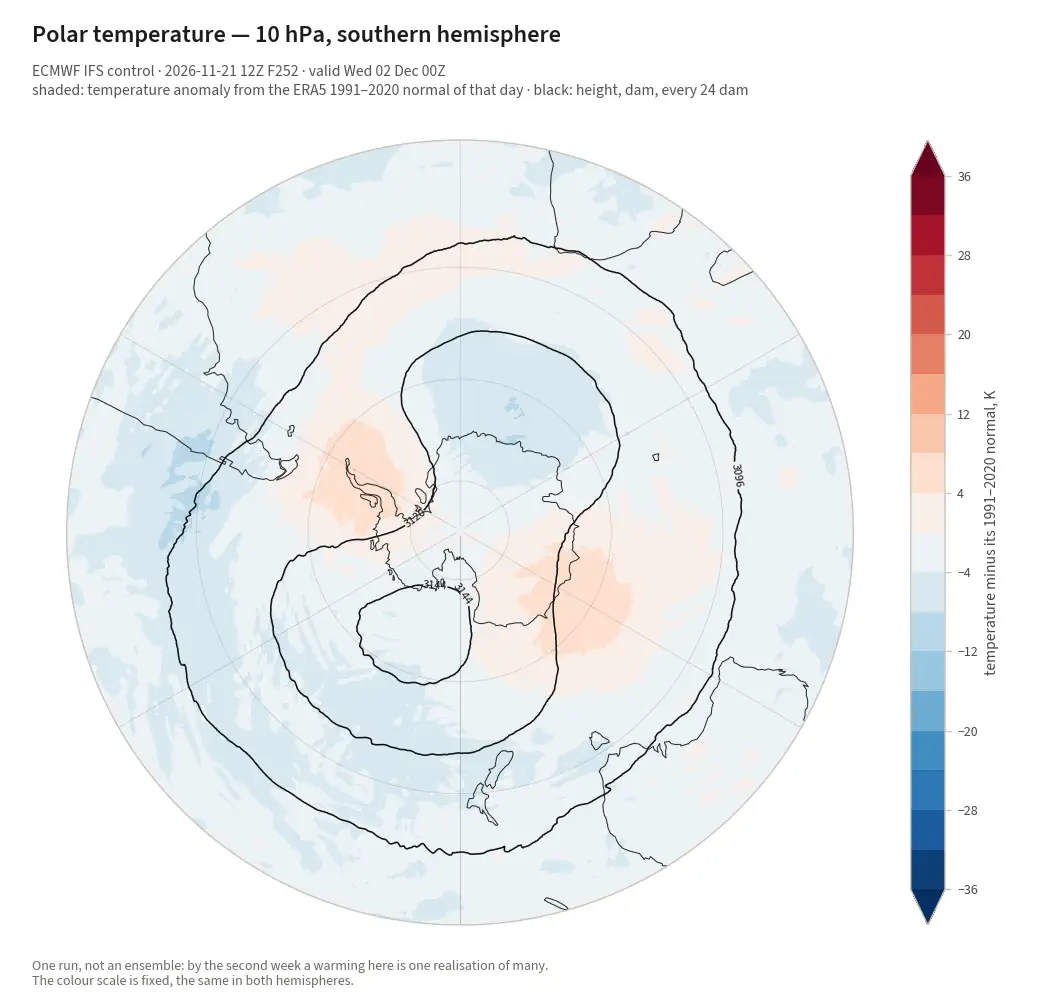 Polar temperature — 10 hPa, southern hemisphere
ECMWF IFS control · 2026-11-21 12Z F252 · valid Wed 02 Dec 00Z
shaded: temperature anomaly from the ERA5 1991–2020 normal of that day · black: height, dam, every 24 dam
36
28
20
12
4
−4
−12
−20
−28
−36
temperature minus its 1991–2020 normal, K
3096
3120
3144
3144
One run, not an ensemble: by the second week a warming here is one realisation of many.
The colour scale is fixed, the same in both hemispheres.